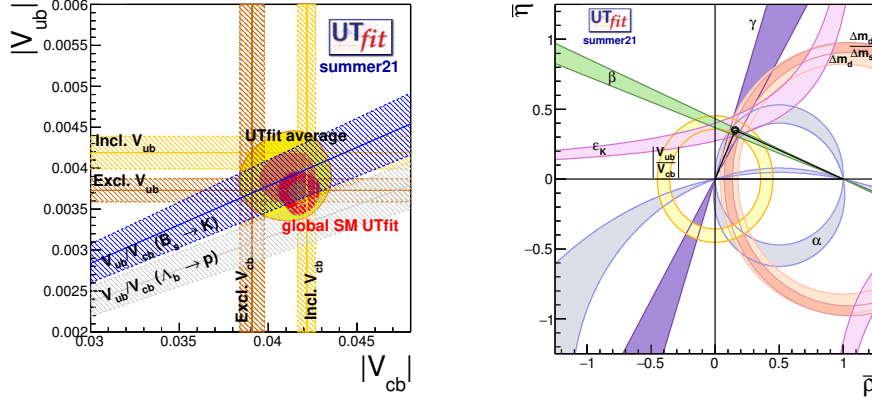 |V_ub|
0.006
0.0055
0.005
0.0045
0.004
0.0035
0.003
0.0025
0.002
0.03
0.035
0.04
0.045
|V_cb|
UTfit
summer21
Incl. V_ub
UTfit average
Excl. V_ub
global SM UTfit
V_ub/V_cb (B_s → K)
V_ub/V_cb (Λ_b → p)
Excl. V_cb
Incl. V_cb
η̄
1
0.5
0
−0.5
−1
−1
−0.5
0
0.5
1
ρ̄
UTfit
summer21
γ
β
Δm_d
Δm_d/Δm_s
ε_K
|V_ub/V_cb|
α